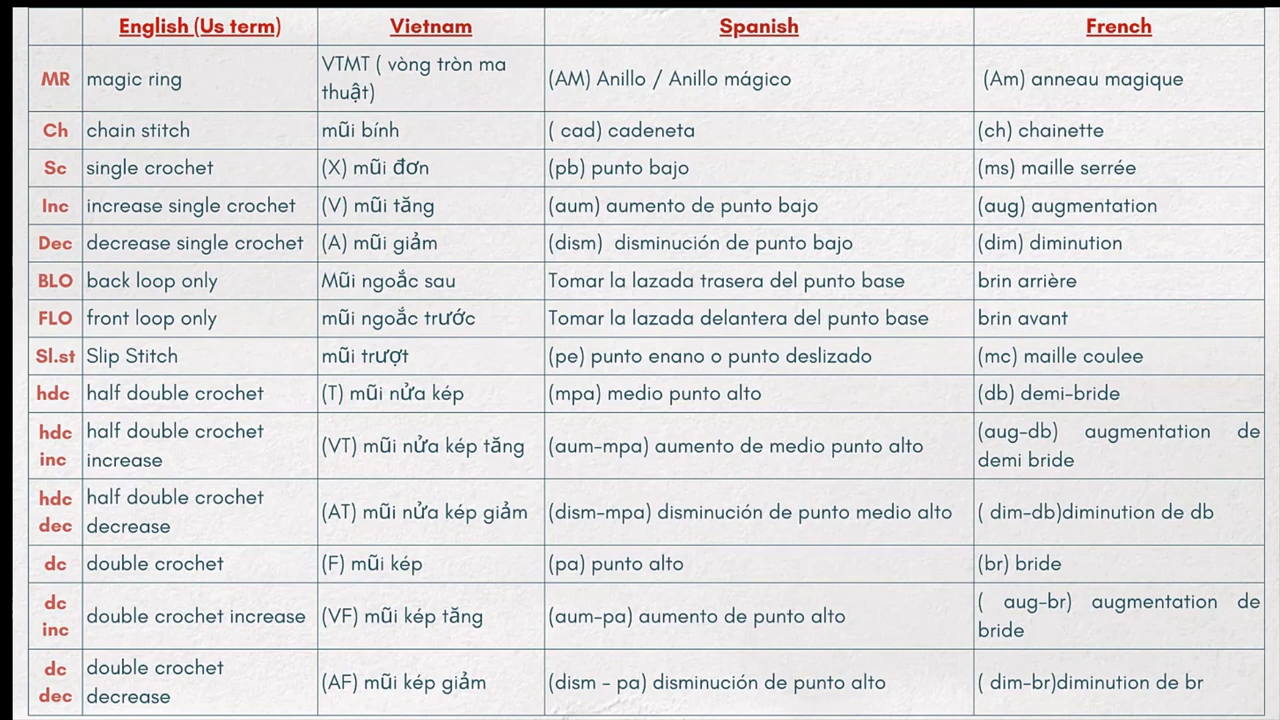 English (Us term) Vietnam Spanish French
MR magic ring VTMT ( vòng tròn ma thuật) (AM) Anillo / Anillo mágico (Am) anneau magique
Ch chain stitch mũi bính ( cad) cadeneta (ch) chainette
Sc single crochet (X) mũi đơn (pb) punto bajo (ms) maille serrée
Inc increase single crochet (V) mũi tăng (aum) aumento de punto bajo (aug) augmentation
Dec decrease single crochet (A) mũi giảm (dism) disminución de punto bajo (dim) diminution
BLO back loop only Mũi ngoắc sau Tomar la lazada trasera del punto base brin arrière
FLO front loop only mũi ngoắc trước Tomar la lazada delantera del punto base brin avant
Sl.st Slip Stitch mũi trượt (pe) punto enano o punto deslizado (mc) maille coulee
hdc half double crochet (T) mũi nửa kép (mpa) medio punto alto (db) demi-bride
hdc inc half double crochet increase (VT) mũi nửa kép tăng (aum-mpa) aumento de medio punto alto (aug-db) augmentation de demi bride
hdc dec half double crochet decrease (AT) mũi nửa kép giảm (dism-mpa) disminución de punto medio alto ( dim-db)diminution de db
dc double crochet (F) mũi kép (pa) punto alto (br) bride
dc inc double crochet increase (VF) mũi kép tăng (aum-pa) aumento de punto alto ( aug-br) augmentation de bride
dc dec double crochet decrease (AF) mũi kép giảm (dism - pa) disminución de punto alto ( dim-br)diminution de br